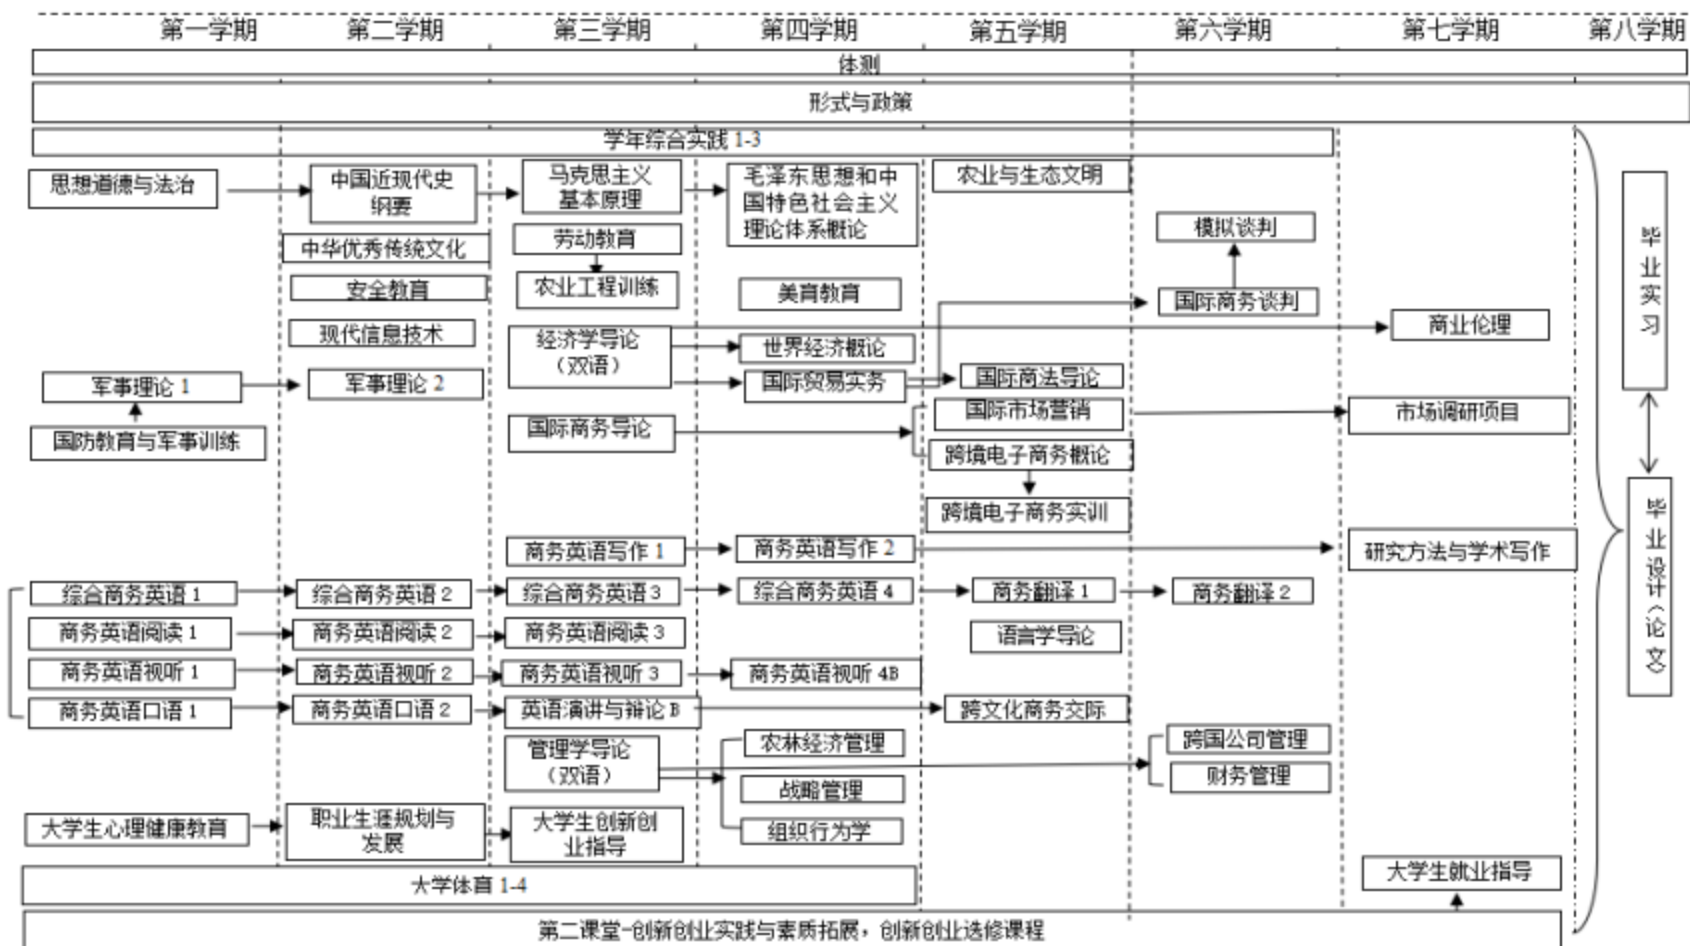 第一学期 第二学期 第三学期 第四学期 第五学期 第六学期 第七学期 第八学期
体测
形式与政策
学年综合实践 1-3
思想道德与法治
中国近现代史
纲要
马克思主义
基本原理
毛泽东思想和中
国特色社会主义
理论体系概论
农业与生态文明
中华优秀传统文化
劳动教育
模拟谈判
安全教育
农业工程训练
美育教育
国际商务谈判
现代信息技术
经济学导论
（双语）
世界经济概论
商业伦理
军事理论 1
军事理论 2
国际贸易实务
国际商法导论
国防教育与军事训练
国际商务导论
国际市场营销
市场调研项目
跨境电子商务概论
跨境电子商务实训
商务英语写作 1
商务英语写作 2
研究方法与学术写作
综合商务英语 1
综合商务英语 2
综合商务英语 3
综合商务英语 4
商务翻译 1
商务翻译 2
商务英语阅读 1
商务英语阅读 2
商务英语阅读 3
语言学导论
商务英语视听 1
商务英语视听 2
商务英语视听 3
商务英语视听 4B
商务英语口语 1
商务英语口语 2
英语演讲与辩论 B
跨文化商务交际
管理学导论
（双语）
农林经济管理
跨国公司管理
战略管理
财务管理
组织行为学
大学生心理健康教育
职业生涯规划与
发展
大学生创新创
业指导
大学生就业指导
大学体育 1-4
第二课堂-创新创业实践与素质拓展，创新创业选修课程
毕业实习
毕业设计（论文）